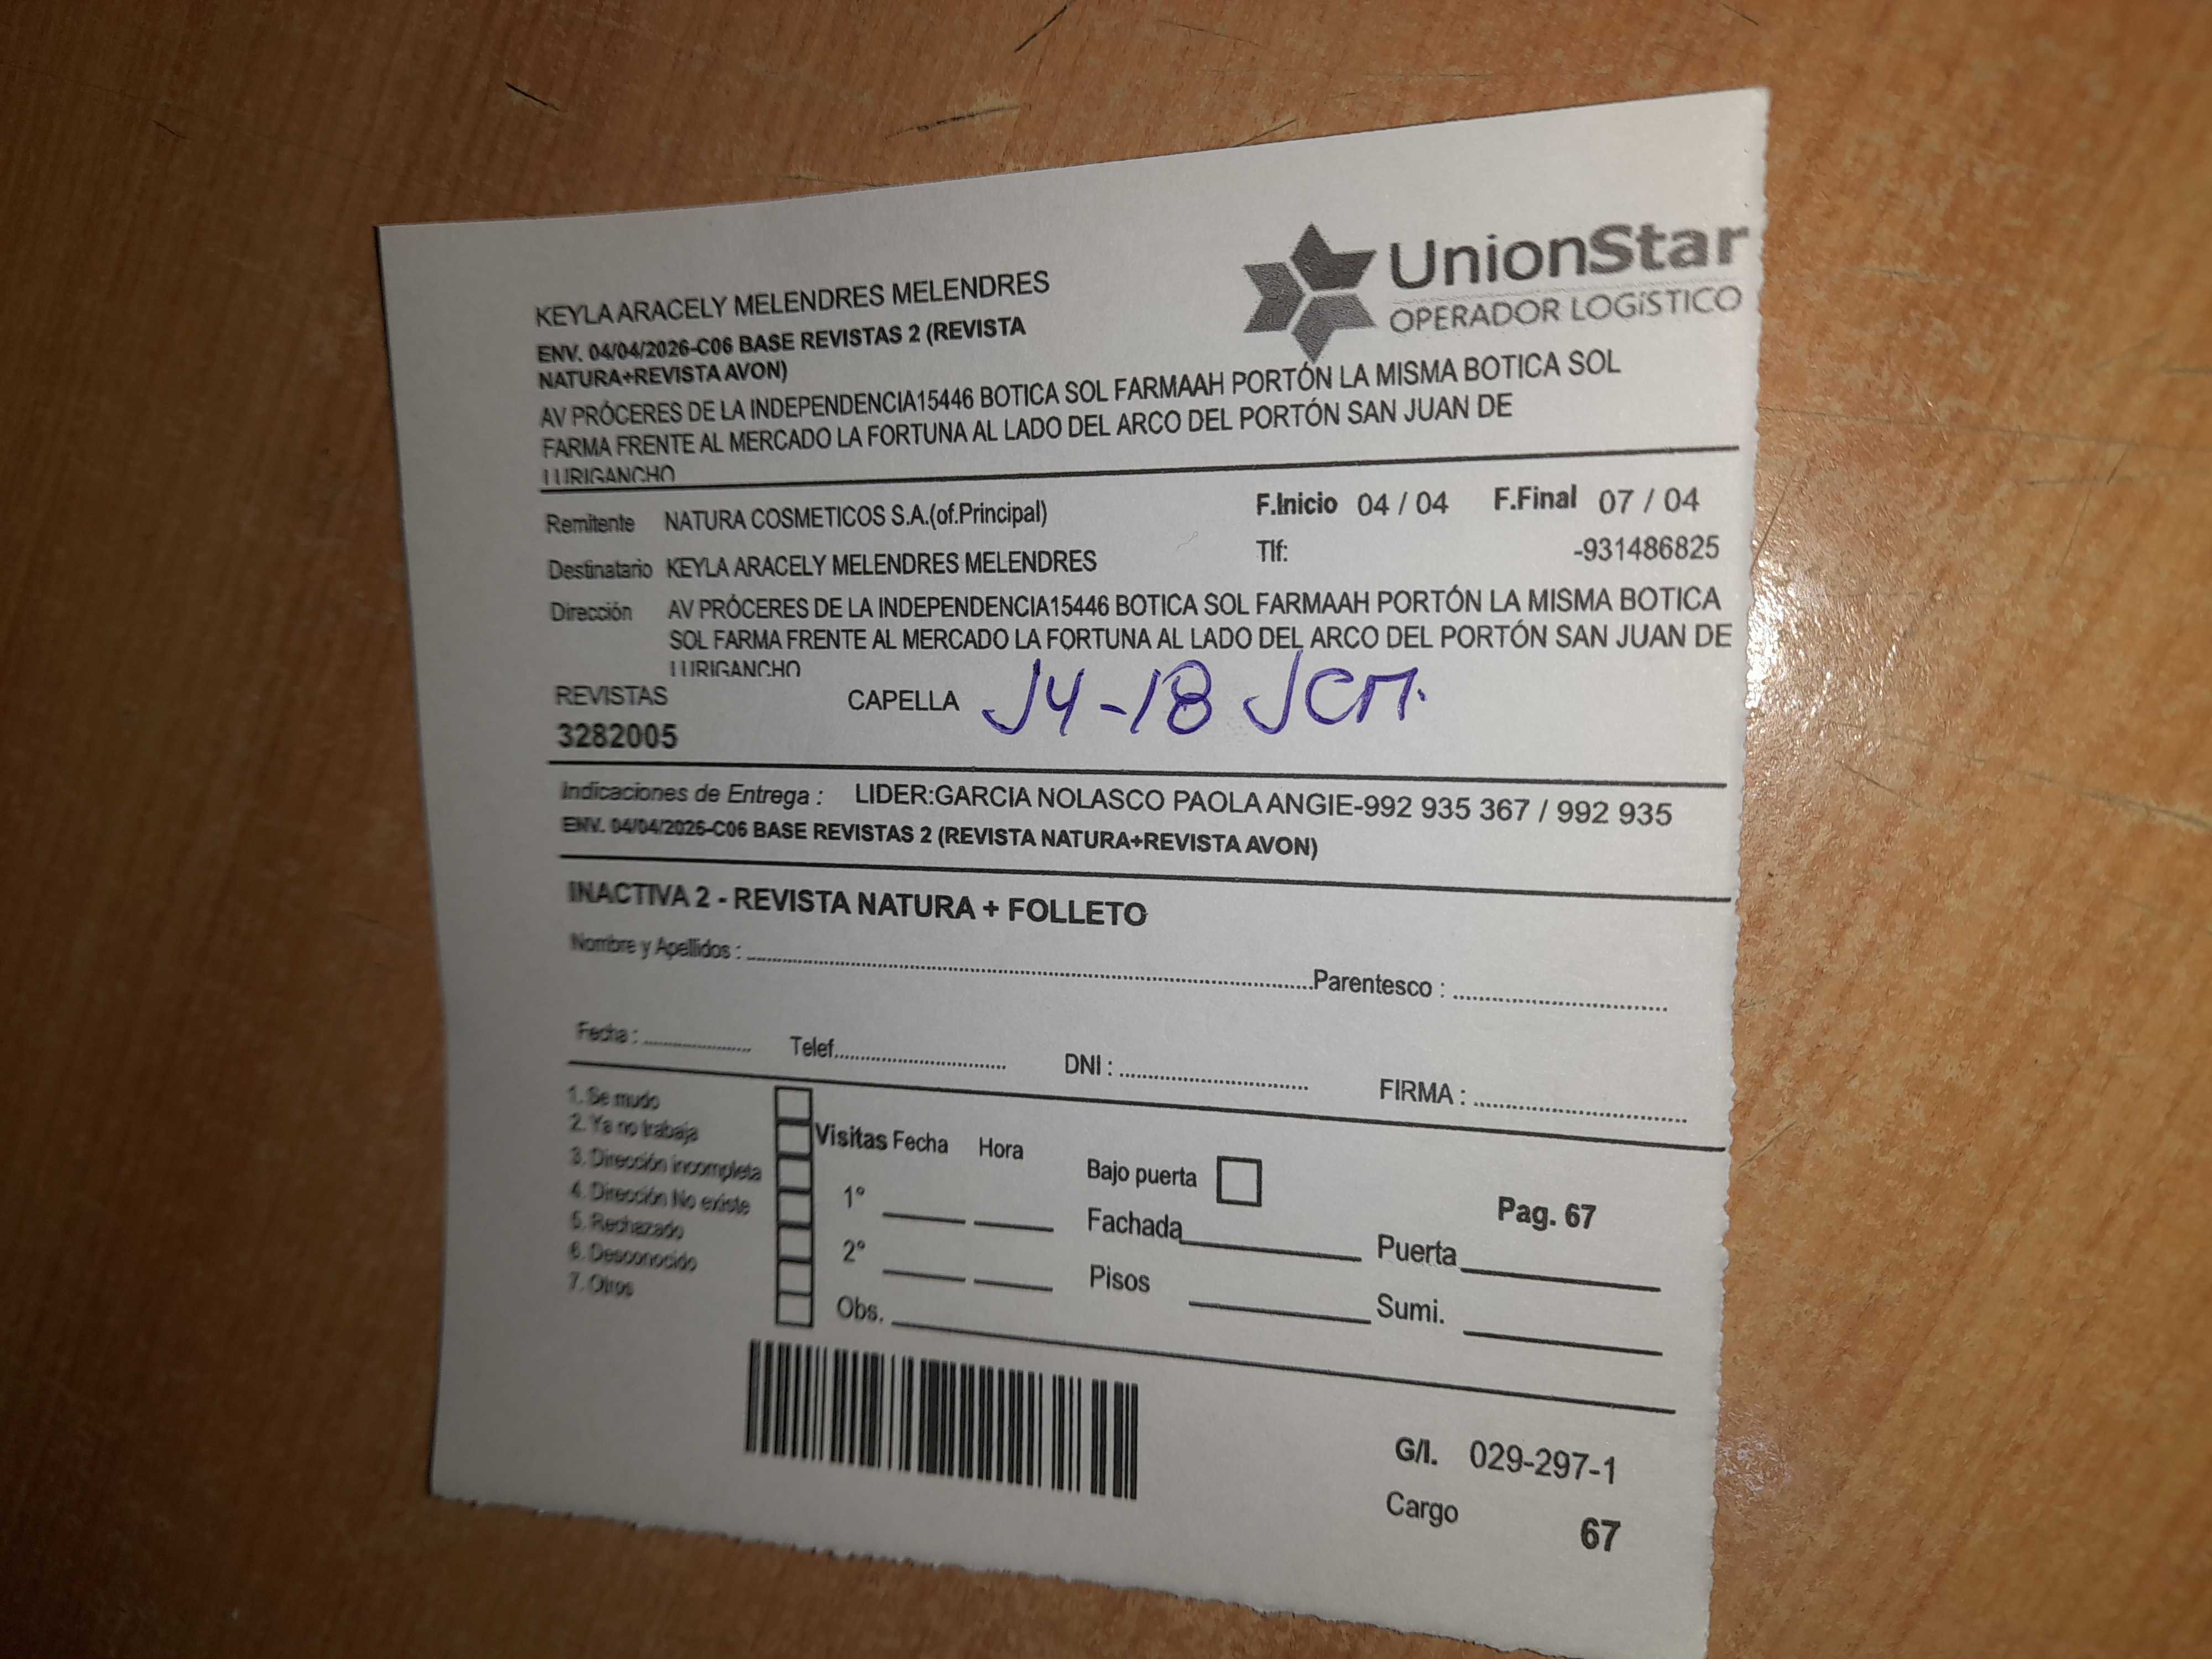 UnionStar
OPERADOR LOGÍSTICO
KEYLA ARACELY MELENDRES MELENDRES
ENV. 04/04/2026-C06 BASE REVISTAS 2 (REVISTA
NATURA+REVISTA AVON)
AV PRÓCERES DE LA INDEPENDENCIA15446 BOTICA SOL FARMAAH PORTÓN LA MISMA BOTICA SOL
FARMA FRENTE AL MERCADO LA FORTUNA AL LADO DEL ARCO DEL PORTÓN SAN JUAN DE
LURIGANCHO
Remitente NATURA COSMETICOS S.A.(of.Principal) F.Inicio 04 / 04 F.Final 07 / 04
Destinatario KEYLA ARACELY MELENDRES MELENDRES Tlf: -931486825
Dirección AV PRÓCERES DE LA INDEPENDENCIA15446 BOTICA SOL FARMAAH PORTÓN LA MISMA BOTICA
SOL FARMA FRENTE AL MERCADO LA FORTUNA AL LADO DEL ARCO DEL PORTÓN SAN JUAN DE
LURIGANCHO
REVISTAS CAPELLA J4-18 JCM.
3282005
Indicaciones de Entrega : LIDER:GARCIA NOLASCO PAOLA ANGIE-992 935 367 / 992 935
ENV. 04/04/2026-C06 BASE REVISTAS 2 (REVISTA NATURA+REVISTA AVON)
INACTIVA 2 - REVISTA NATURA + FOLLETO
Nombre y Apellidos : Parentesco :
Fecha : Telef. DNI : FIRMA :
1. Se mudo
2. Ya no trabaja
3. Dirección incompleta
4. Dirección No existe
5. Rechazado
6. Desconocido
7. Otros
Visitas Fecha Hora
1°
2°
Obs.
Bajo puerta
Fachada
Pisos
Pag. 67
Puerta
Sumi.
G/I. 029-297-1
Cargo 67